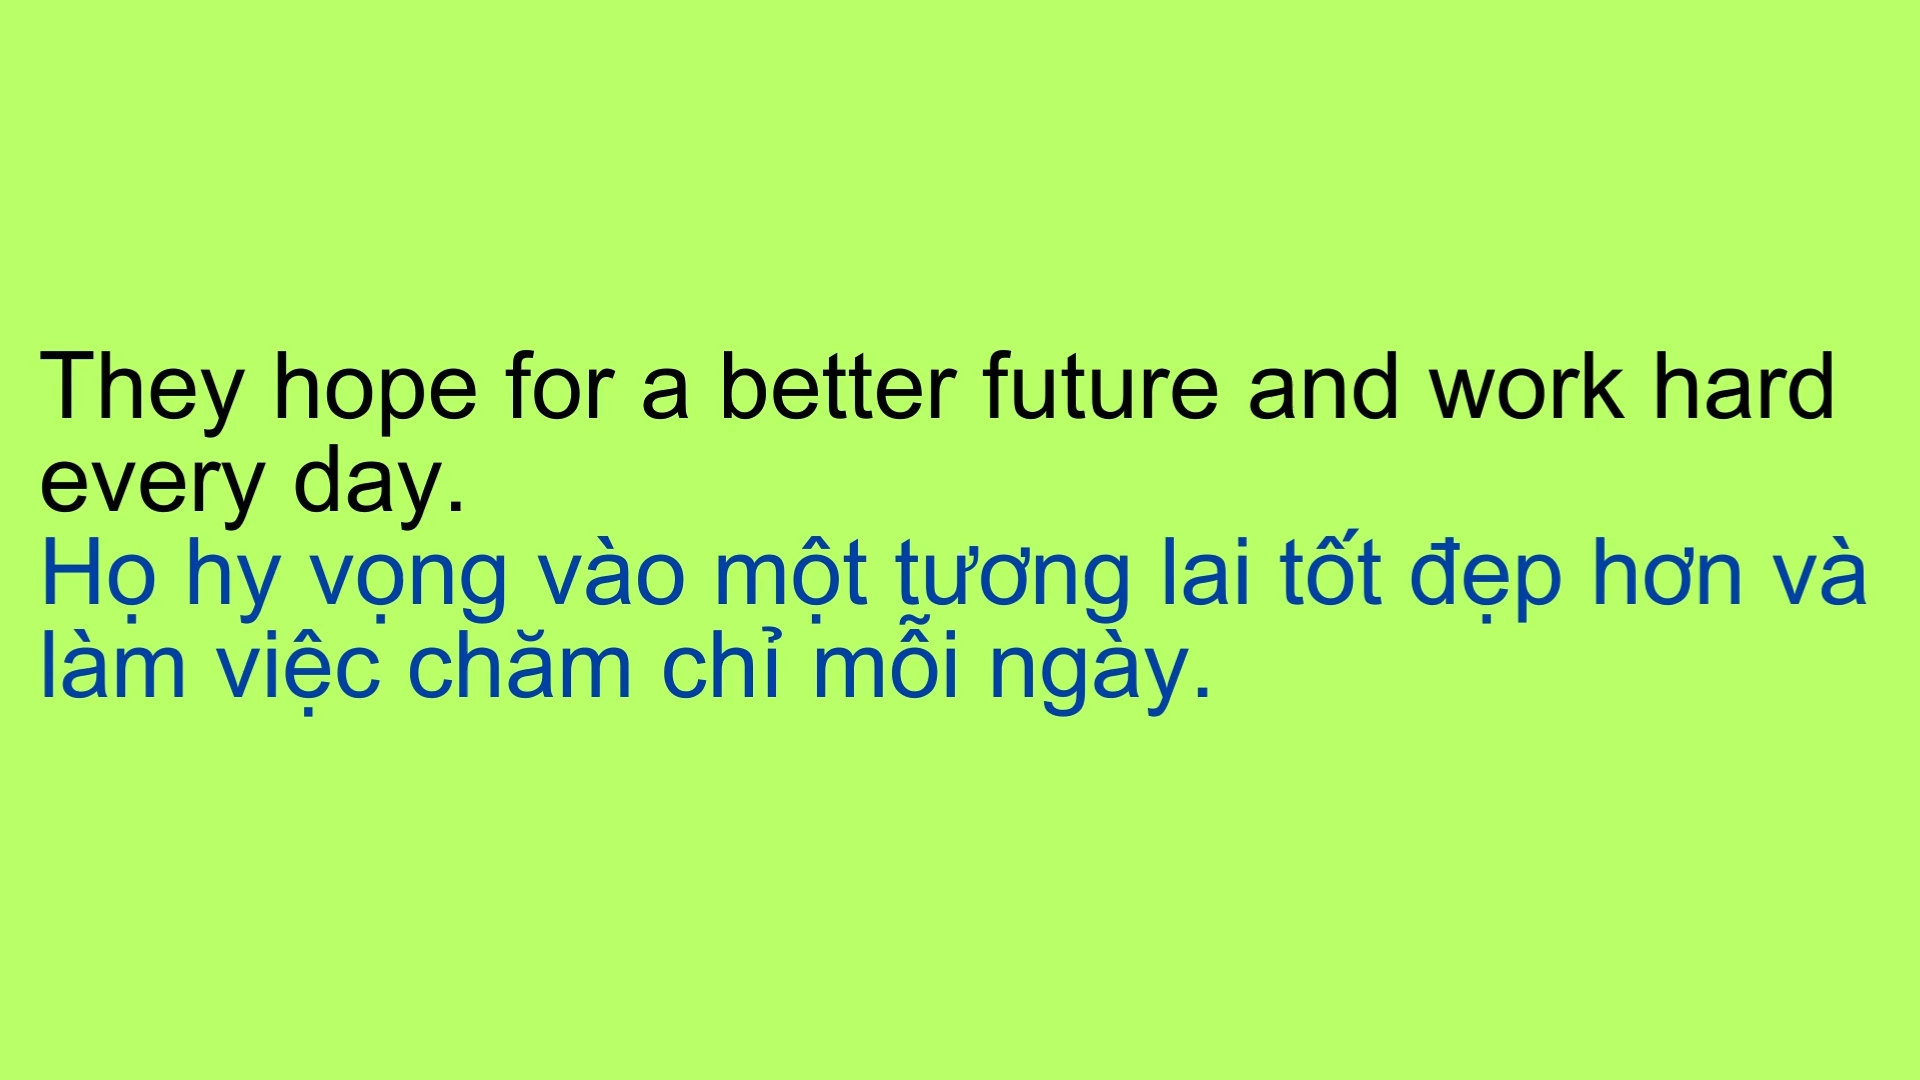 They hope for a better future and work hard
every day.
Họ hy vọng vào một tương lai tốt đẹp hơn và
làm việc chăm chỉ mỗi ngày.